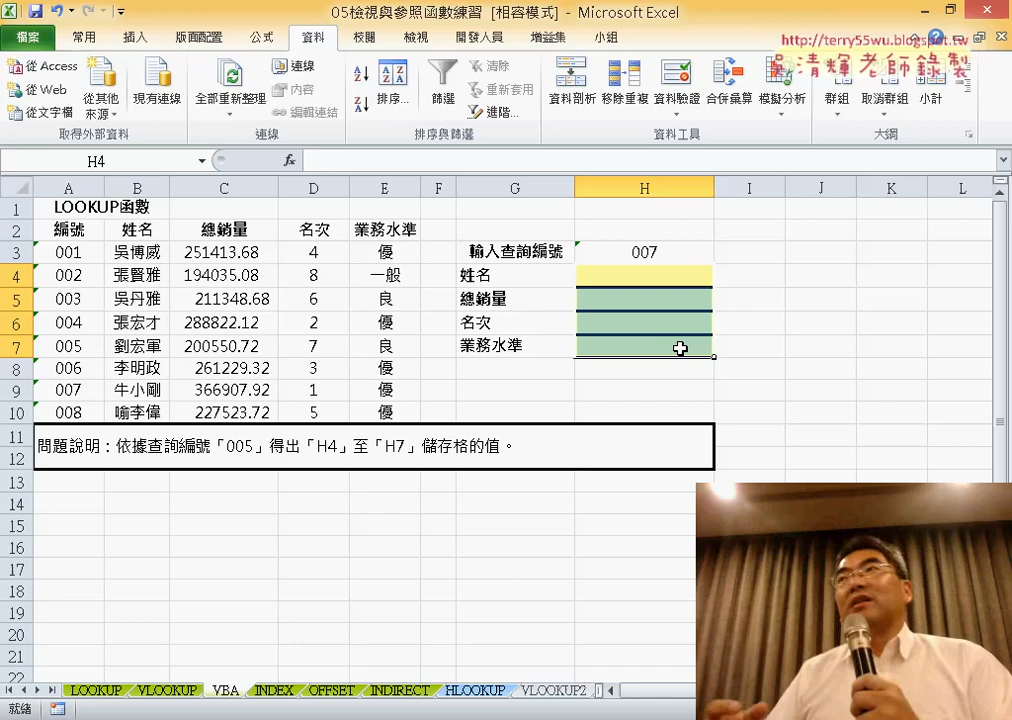 05檢視與參照函數練習 [相容模式] - Microsoft Excel
檔案 常用 插入 版面配置 公式 資料 校閱 檢視 開發人員 增益集 小組
http://terry55wu.blogspot.tw
吳清輝老師錄製
從 Access
從 Web
從文字檔
從其他來源
現有連線
全部重新整理
連線
內容
編輯連結
排序...
篩選
清除
重新套用
進階...
資料剖析
移除重複
資料驗證
合併彙算
模擬分析
群組
取消群組
小計
取得外部資料 連線 排序與篩選 資料工具 大綱
H4 fx
A B C D E F G H I J K L
1 LOOKUP函數
2 編號 姓名 總銷量 名次 業務水準
3 001 吳博威 251413.68 4 優 輸入查詢編號 007
4 002 張賢雅 194035.08 8 一般 姓名
5 003 吳丹雅 211348.68 6 良 總銷量
6 004 張宏才 288822.12 2 優 名次
7 005 劉宏軍 200550.72 7 良 業務水準
8 006 李明政 261229.32 3 優
9 007 牛小剛 366907.92 1 優
10 008 喻李偉 227523.72 5 優
11 問題說明：依據查詢編號「005」得出「H4」至「H7」儲存格的值。
12
13
14
15
16
17
18
19
20
21
22
LOOKUP VLOOKUP VBA INDEX OFFSET INDIRECT HLOOKUP VLOOKUP2
就緒